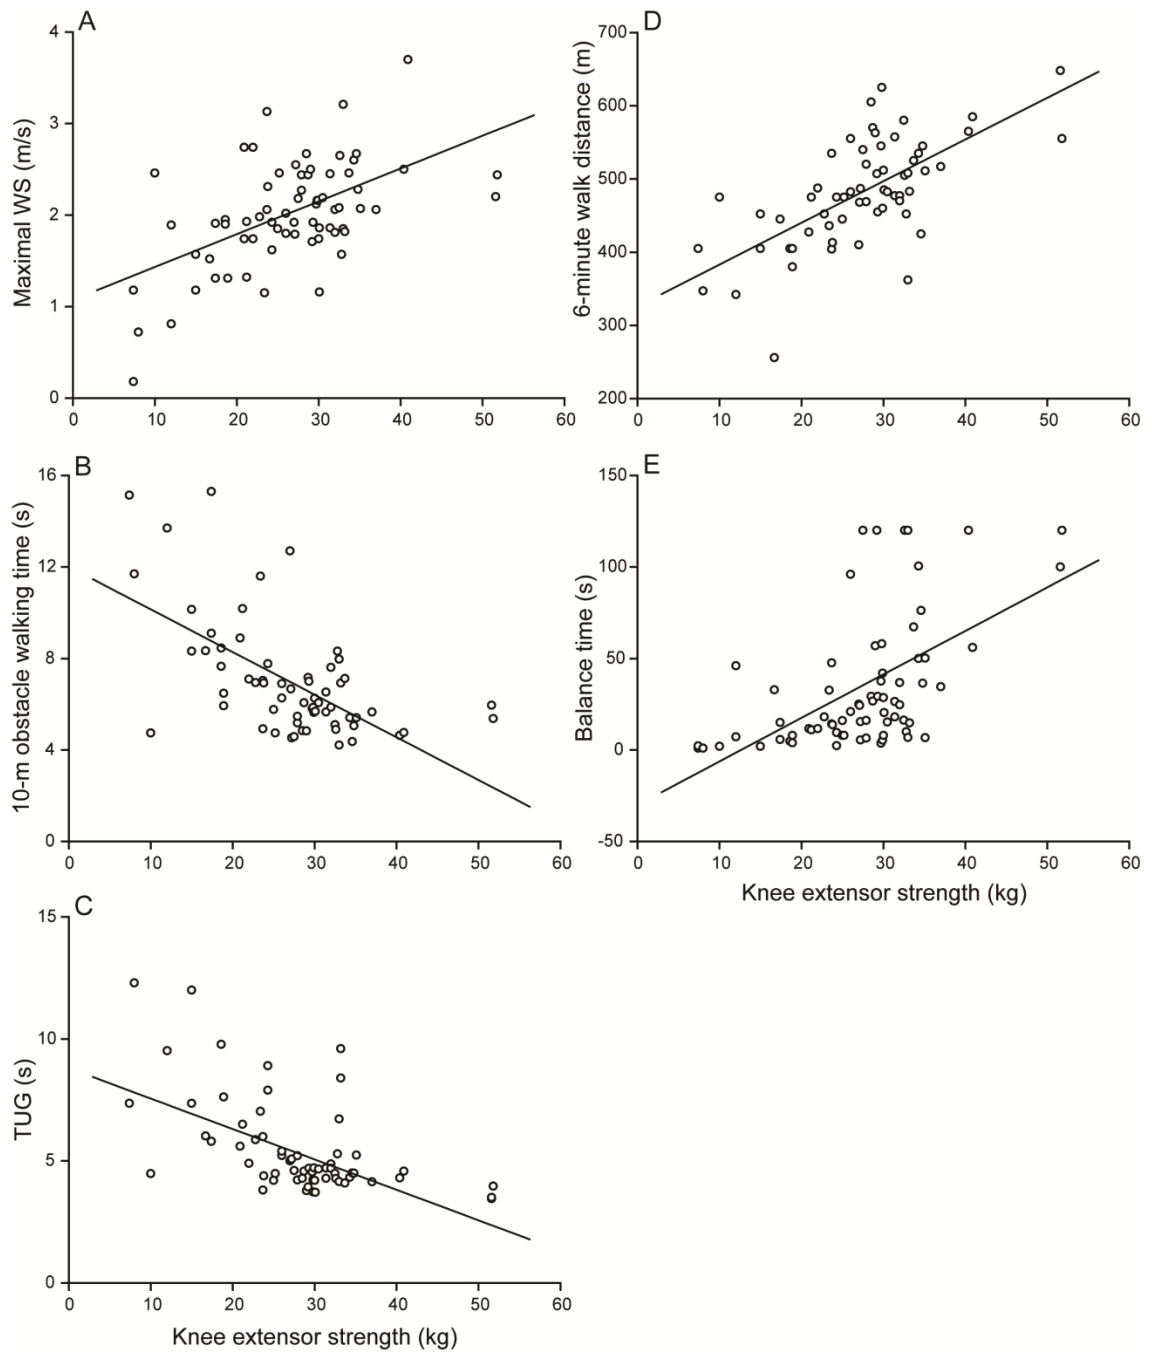 A
Maximal WS (m/s)
4
3
2
1
0
0 10 20 30 40 50 60
D
6-minute walk distance (m)
700
600
500
400
300
200
0 10 20 30 40 50 60
B
10-m obstacle walking time (s)
16
12
8
4
0
0 10 20 30 40 50 60
E
Balance time (s)
150
100
50
0
-50
0 10 20 30 40 50 60
Knee extensor strength (kg)
C
TUG (s)
15
10
5
0
0 10 20 30 40 50 60
Knee extensor strength (kg)